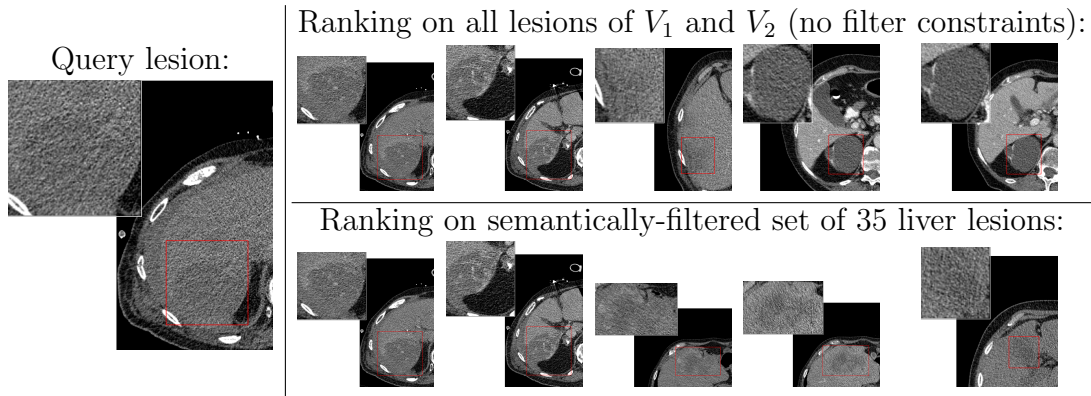 Query lesion:
Ranking on all lesions of V₁ and V₂ (no filter constraints):
Ranking on semantically-filtered set of 35 liver lesions: